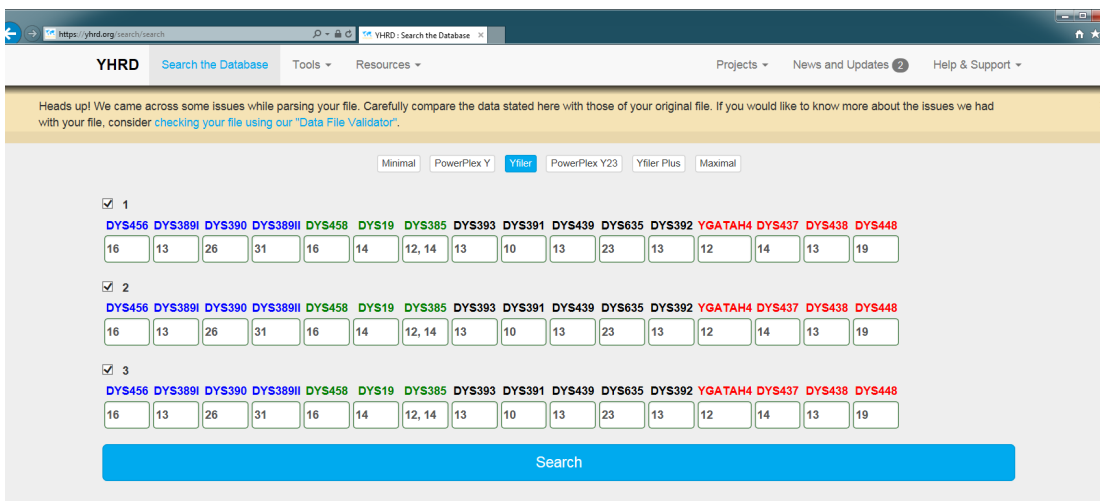 https://yhrd.org/search/search YHRD : Search the Database
YHRD Search the Database Tools Resources Projects News and Updates 2 Help & Support
Heads up! We came across some issues while parsing your file. Carefully compare the data stated here with those of your original file. If you would like to know more about the issues we had
with your file, consider checking your file using our "Data File Validator".
Minimal PowerPlex Y Yfiler PowerPlex Y23 Yfiler Plus Maximal
1
DYS456 DYS389I DYS390 DYS389II DYS458 DYS19 DYS385 DYS393 DYS391 DYS439 DYS635 DYS392 YGATAH4 DYS437 DYS438 DYS448
16 13 26 31 16 14 12, 14 13 10 13 23 13 12 14 13 19
2
DYS456 DYS389I DYS390 DYS389II DYS458 DYS19 DYS385 DYS393 DYS391 DYS439 DYS635 DYS392 YGATAH4 DYS437 DYS438 DYS448
16 13 26 31 16 14 12, 14 13 10 13 23 13 12 14 13 19
3
DYS456 DYS389I DYS390 DYS389II DYS458 DYS19 DYS385 DYS393 DYS391 DYS439 DYS635 DYS392 YGATAH4 DYS437 DYS438 DYS448
16 13 26 31 16 14 12, 14 13 10 13 23 13 12 14 13 19
Search